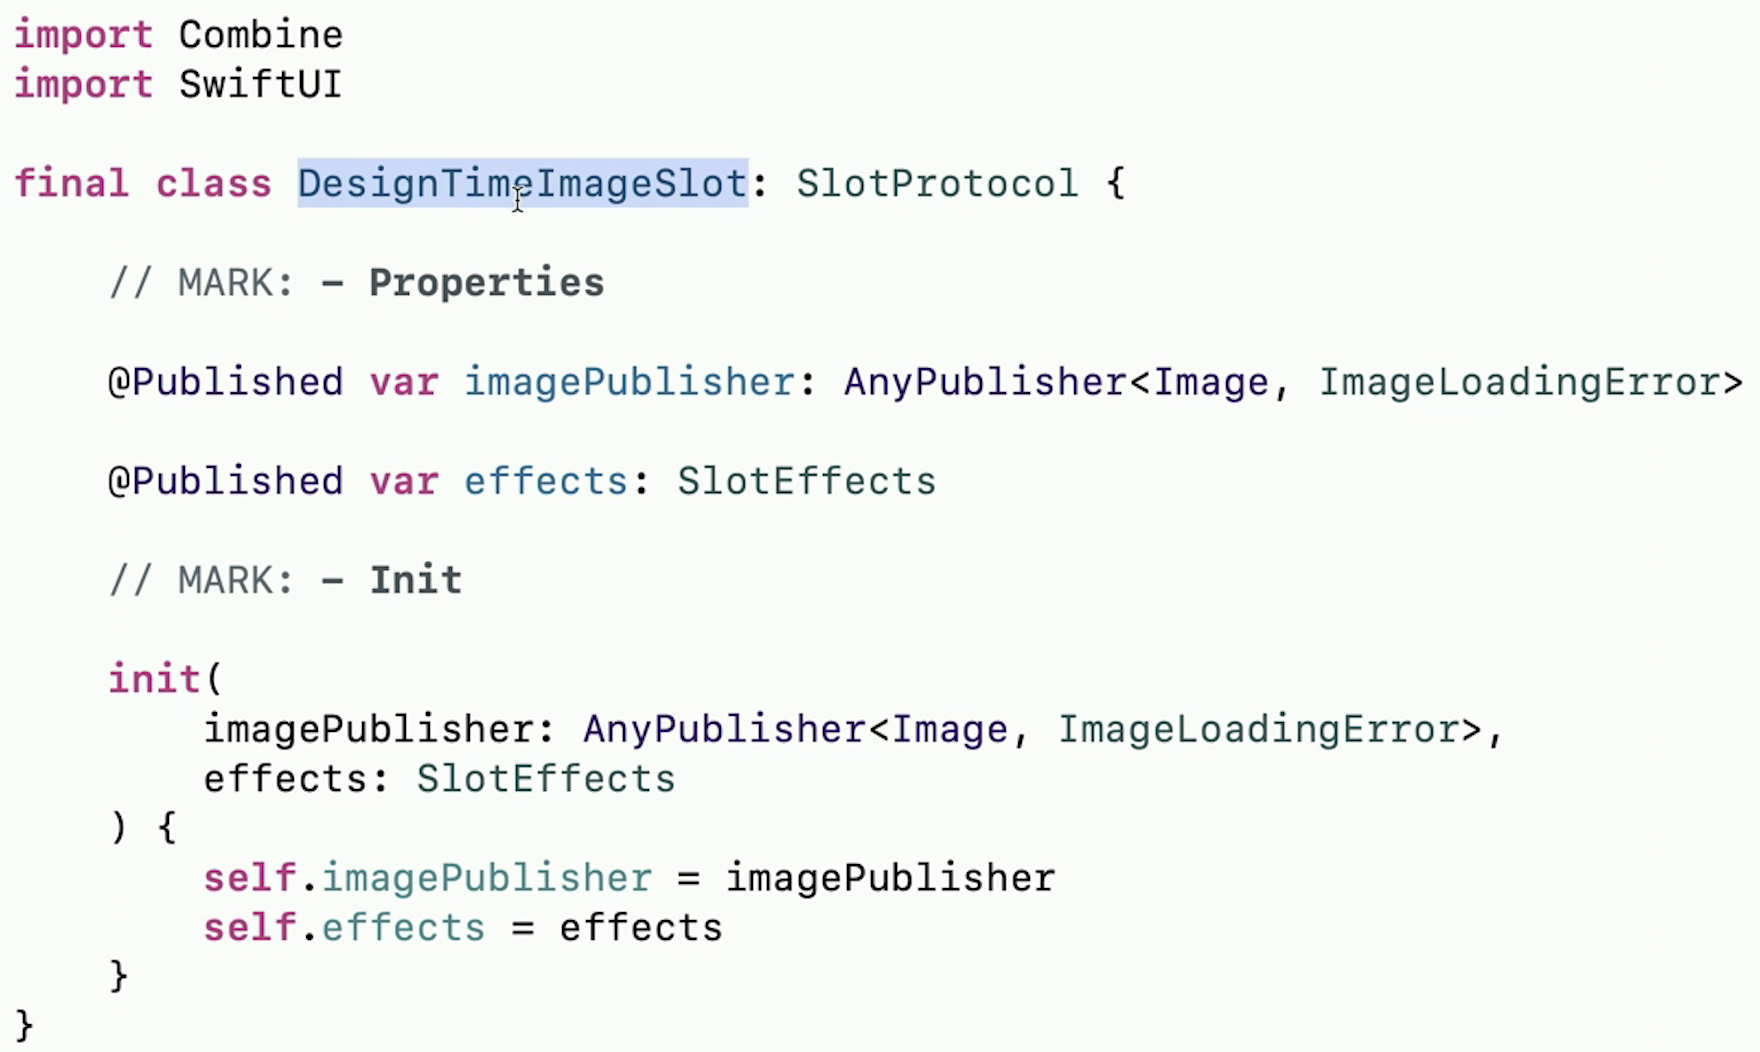 import Combine
import SwiftUI
final class DesignTimeImageSlot: SlotProtocol {
// MARK: - Properties
@Published var imagePublisher: AnyPublisher<Image, ImageLoadingError>
@Published var effects: SlotEffects
// MARK: - Init
init(
imagePublisher: AnyPublisher<Image, ImageLoadingError>,
effects: SlotEffects
) {
self.imagePublisher = imagePublisher
self.effects = effects
}
}